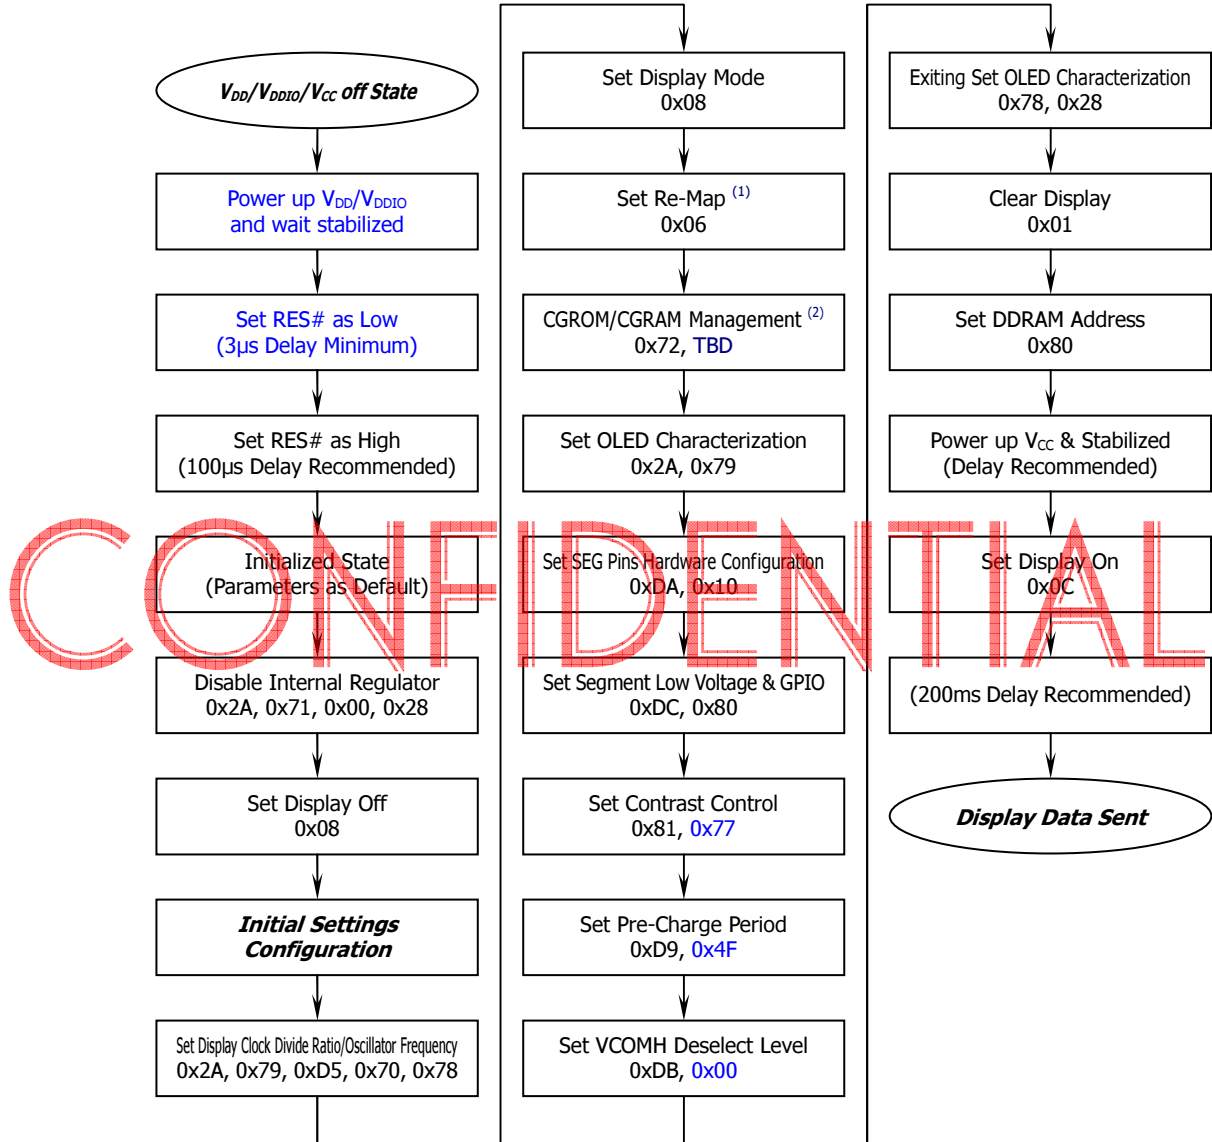 V_DD/V_DDIO/V_CC off State
Power up V_DD/V_DDIO
and wait stabilized
Set RES# as Low
(3µs Delay Minimum)
Set RES# as High
(100µs Delay Recommended)
Initialized State
(Parameters as Default)
Disable Internal Regulator
0x2A, 0x71, 0x00, 0x28
Set Display Off
0x08
Initial Settings
Configuration
Set Display Clock Divide Ratio/Oscillator Frequency
0x2A, 0x79, 0xD5, 0x70, 0x78
Set Display Mode
0x08
Set Re-Map (1)
0x06
CGROM/CGRAM Management (2)
0x72, TBD
Set OLED Characterization
0x2A, 0x79
Set SEG Pins Hardware Configuration
0xDA, 0x10
Set Segment Low Voltage & GPIO
0xDC, 0x80
Set Contrast Control
0x81, 0x77
Set Pre-Charge Period
0xD9, 0x4F
Set VCOMH Deselect Level
0xDB, 0x00
Exiting Set OLED Characterization
0x78, 0x28
Clear Display
0x01
Set DDRAM Address
0x80
Power up V_CC & Stabilized
(Delay Recommended)
Set Display On
0x0C
(200ms Delay Recommended)
Display Data Sent
CONFIDENTIAL